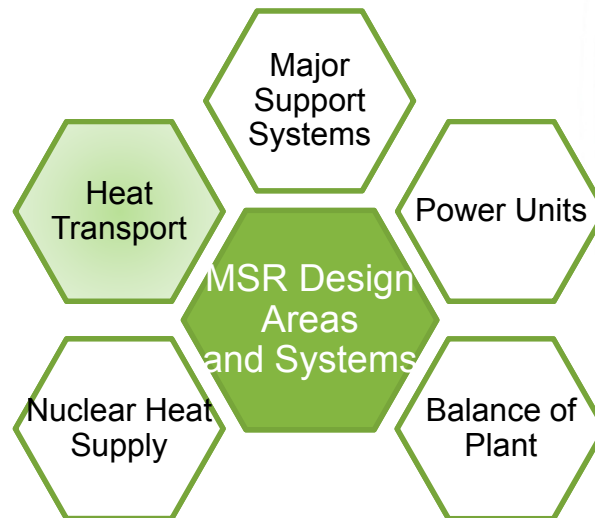 Major
Support
Systems
Heat
Transport
Power Units
MSR Design
Areas
and Systems
Nuclear Heat
Supply
Balance of
Plant